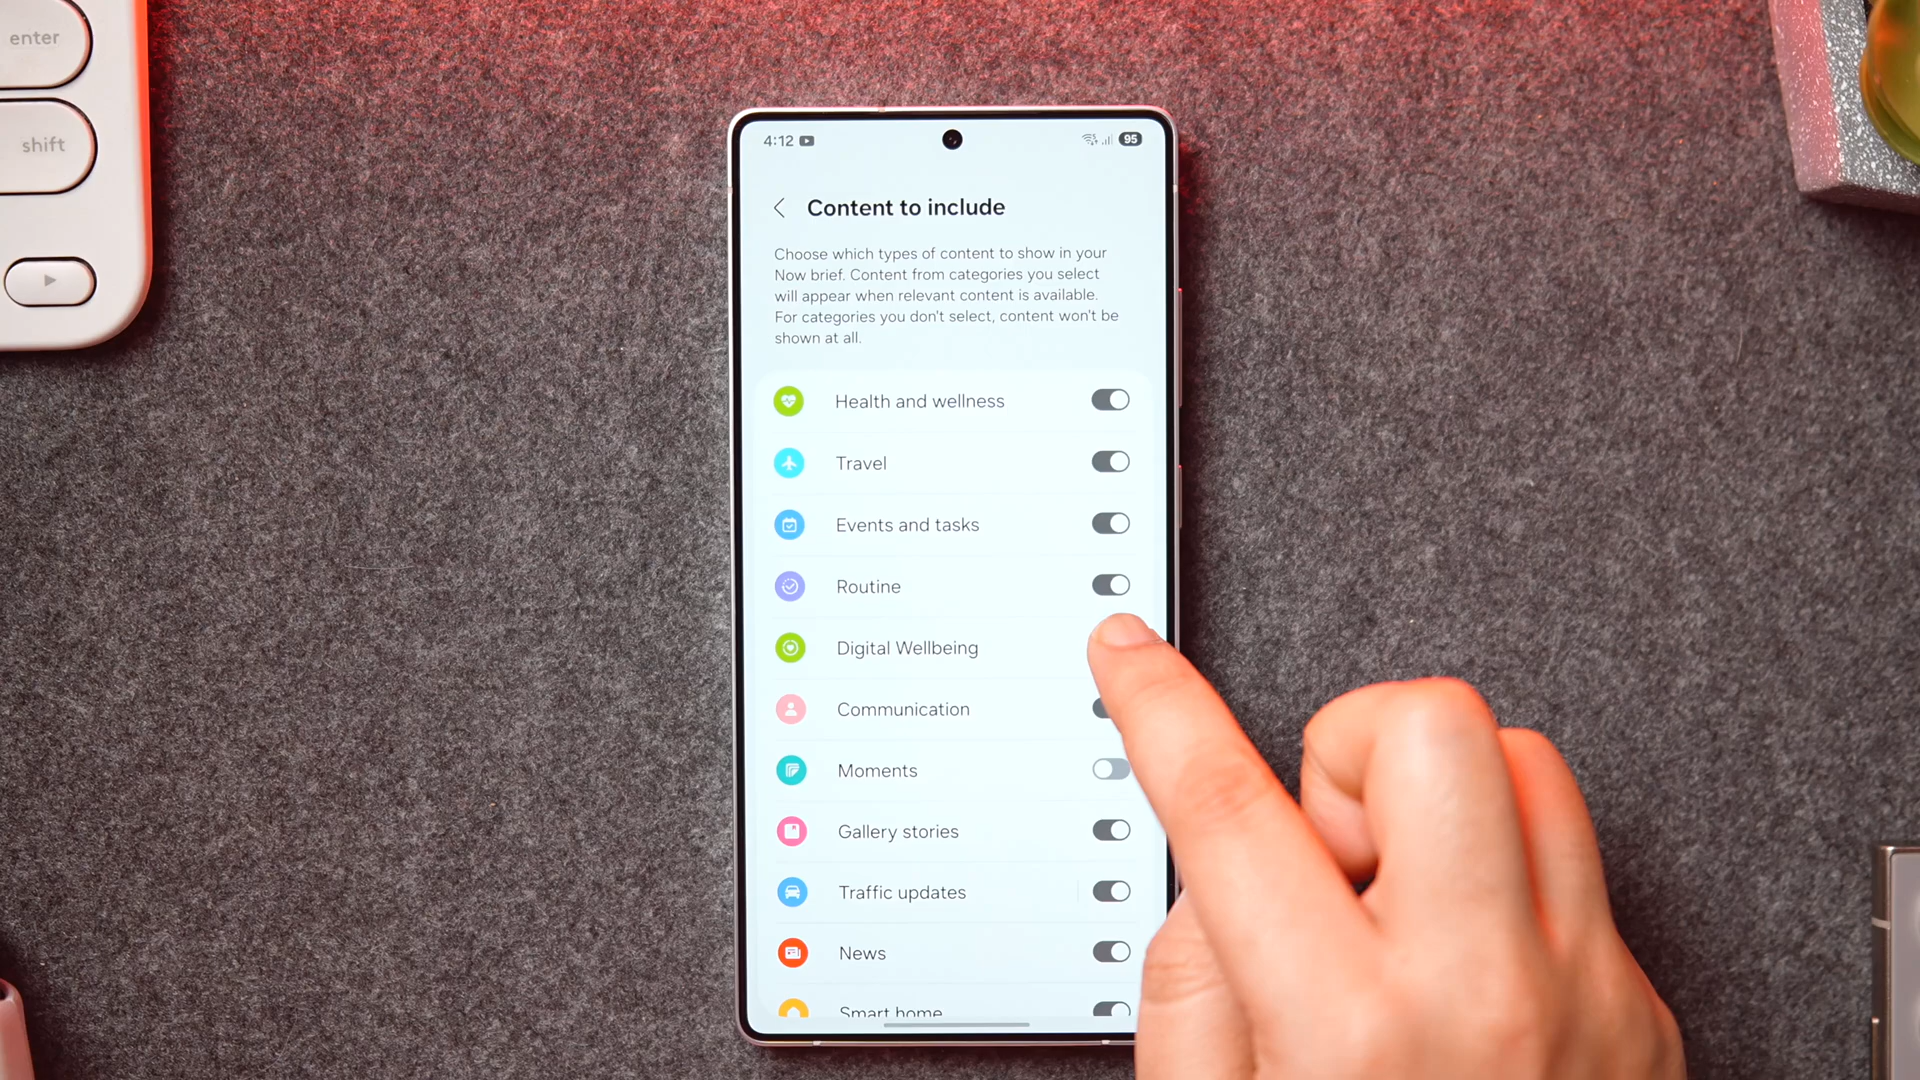 enter
shift
4:12
95
Content to include
Choose which types of content to show in your
Now brief. Content from categories you select
will appear when relevant content is available.
For categories you don't select, content won't be
shown at all.
Health and wellness
Travel
Events and tasks
Routine
Digital Wellbeing
Communication
Moments
Gallery stories
Traffic updates
News
Smart home